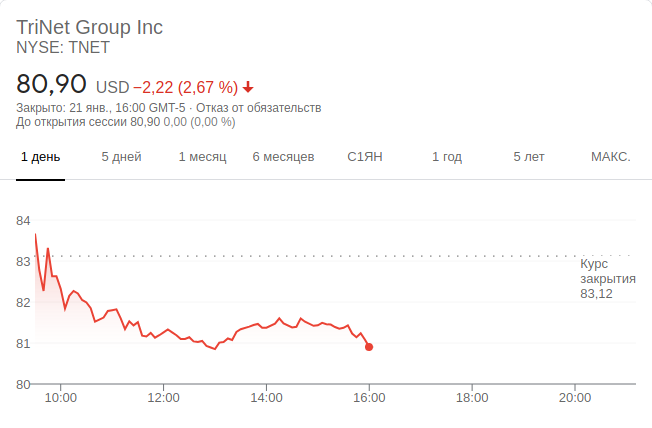 TriNet Group Inc
NYSE: TNET
80,90 USD −2,22 (2,67 %)
Закрыто: 21 янв., 16:00 GMT-5 · Отказ от обязательств
До открытия сессии 80,90 0,00 (0,00 %)
1 день 5 дней 1 месяц 6 месяцев С1ЯН 1 год 5 лет МАКС.
84
83
Курс
закрытия
83,12
82
81
80
10:00 12:00 14:00 16:00 18:00 20:00